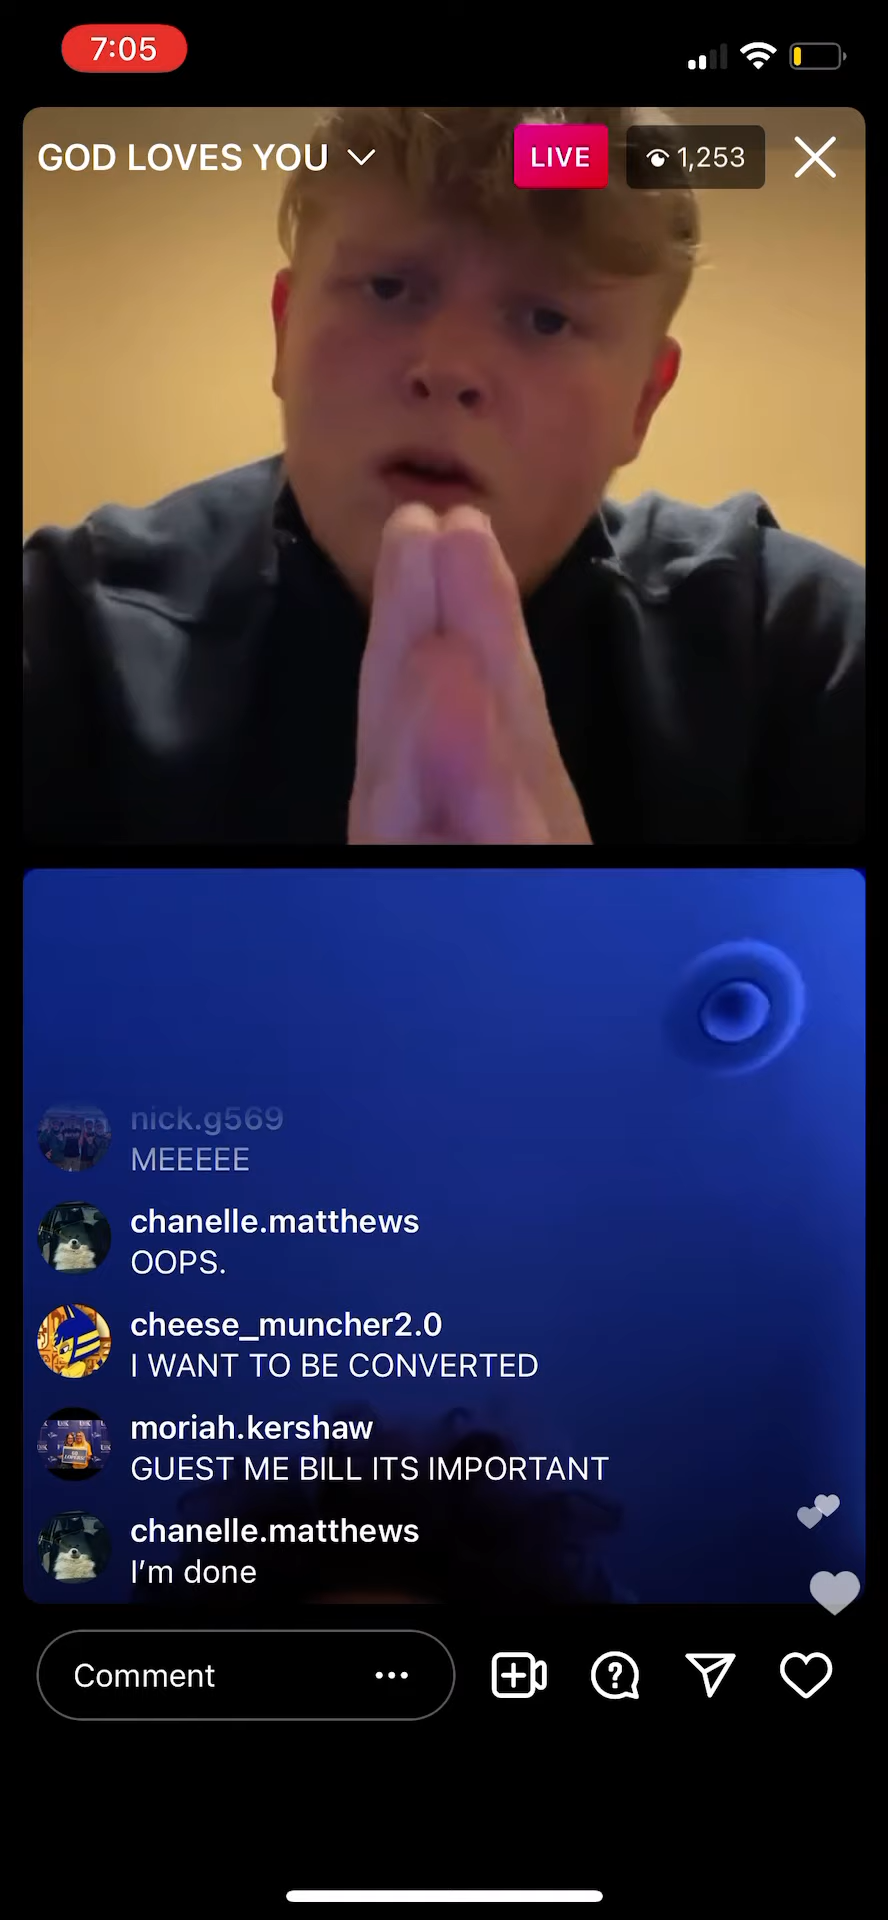 7:05
GOD LOVES YOU
LIVE
1,253
nick.g569
MEEEEE
chanelle.matthews
OOPS.
cheese_muncher2.0
I WANT TO BE CONVERTED
moriah.kershaw
GUEST ME BILL ITS IMPORTANT
chanelle.matthews
I’m done
Comment